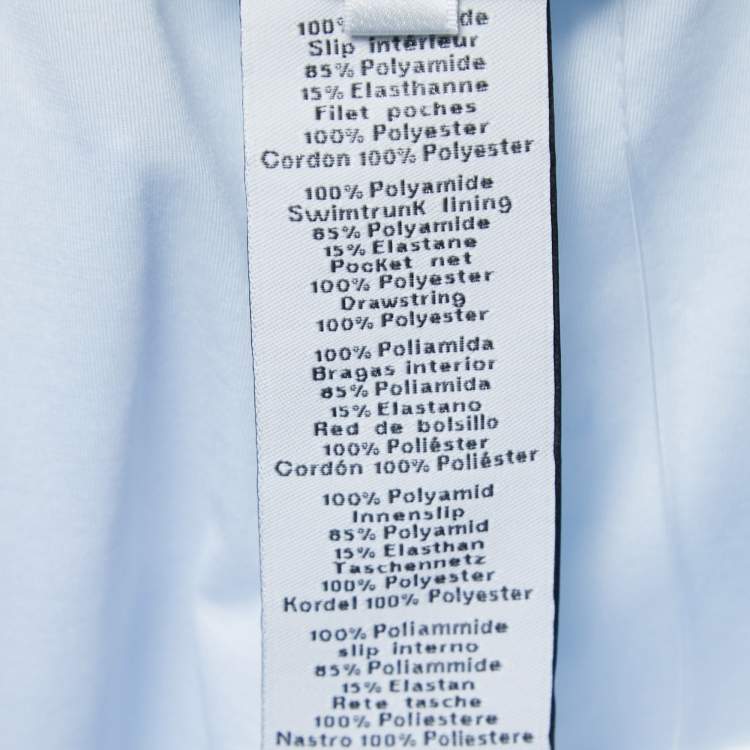 100% de
Slip intérieur
85% Polyamide
15% Elasthanne
Filet poches
100% Polyester
Cordon 100% Polyester
100% Polyamide
Swimtrunk lining
85% Polyamide
15% Elastane
Pocket net
100% Polyester
Drawstring
100% Polyester
100% Poliamida
Bragas interior
85% Poliamida
15% Elastano
Red de bolsillo
100% Poliéster
Cordón 100% Poliéster
100% Polyamid
Innenslip
85% Polyamid
15% Elasthan
Taschennetz
100% Polyester
Kordel 100% Polyester
100% Poliammide
slip interno
85% Poliammide
15% Elastan
Rete tasche
100% Poliestere
Nastro 100% Poliestere